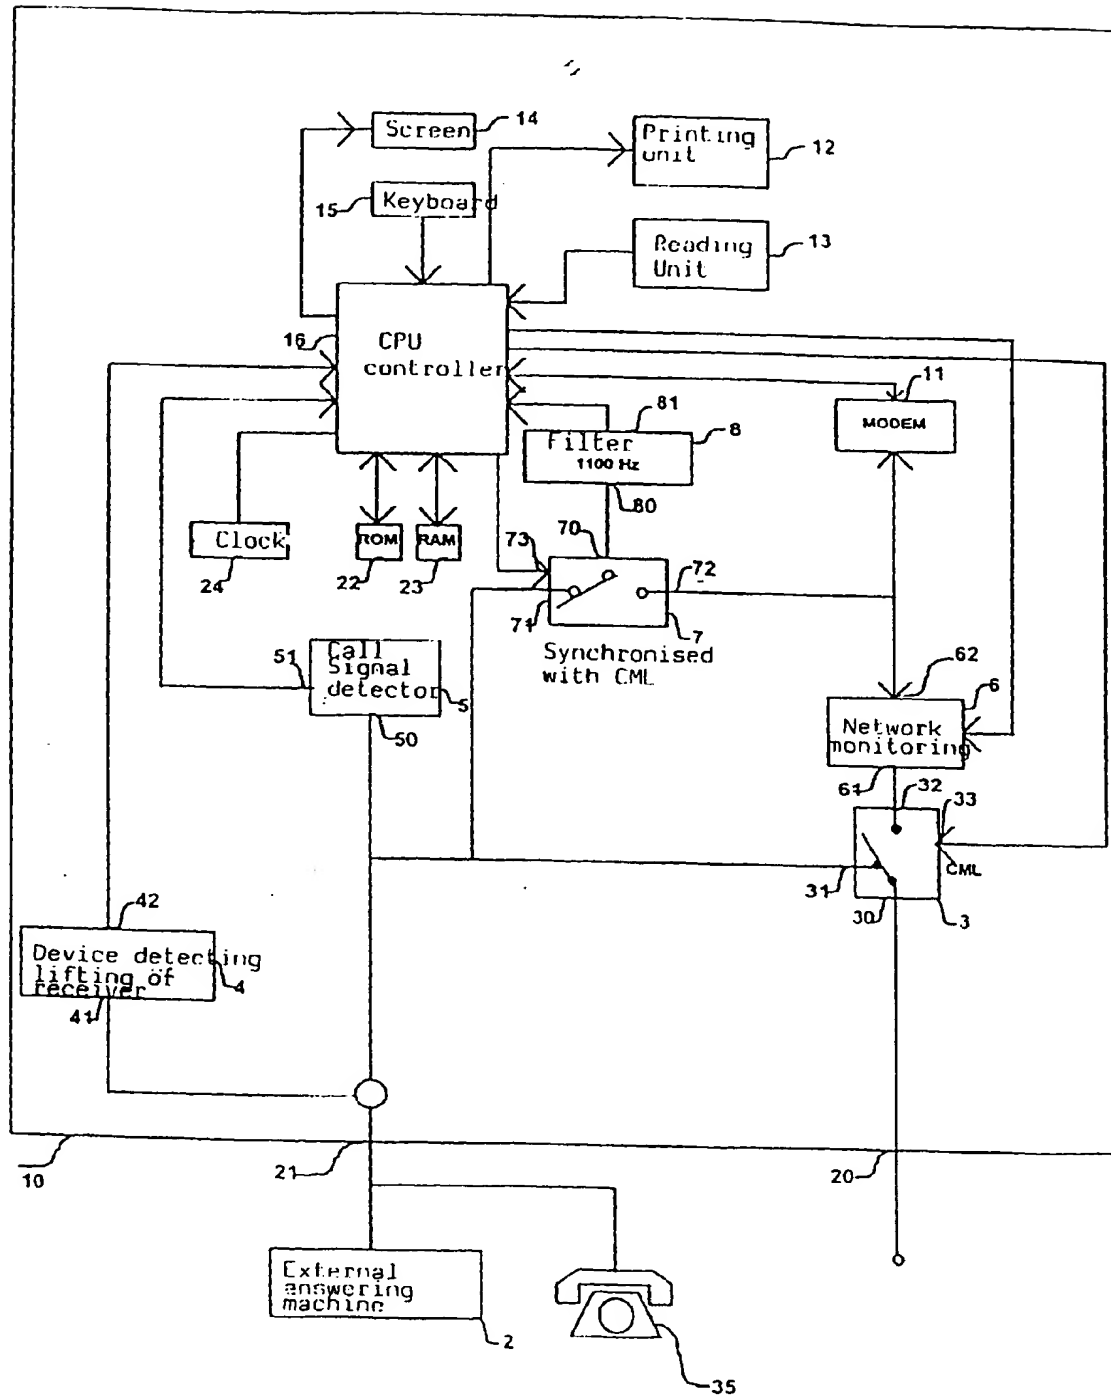 Screen
14
Printing
unit
12
Keyboard
15
Reading
Unit
13
16
CPU
controller
11
MODEM
81
Filter
8
1100 Hz
80
Clock
24
ROM
22
RAM
23
70
73
72
71
7
Synchronised
with CML
51
Call
Signal
detector
5
50
62
6
Network
monitoring
61
32
33
31
CML
30
3
42
Device detecting
lifting of
receiver
4
41
10
21
20
External
answering
machine
2
35